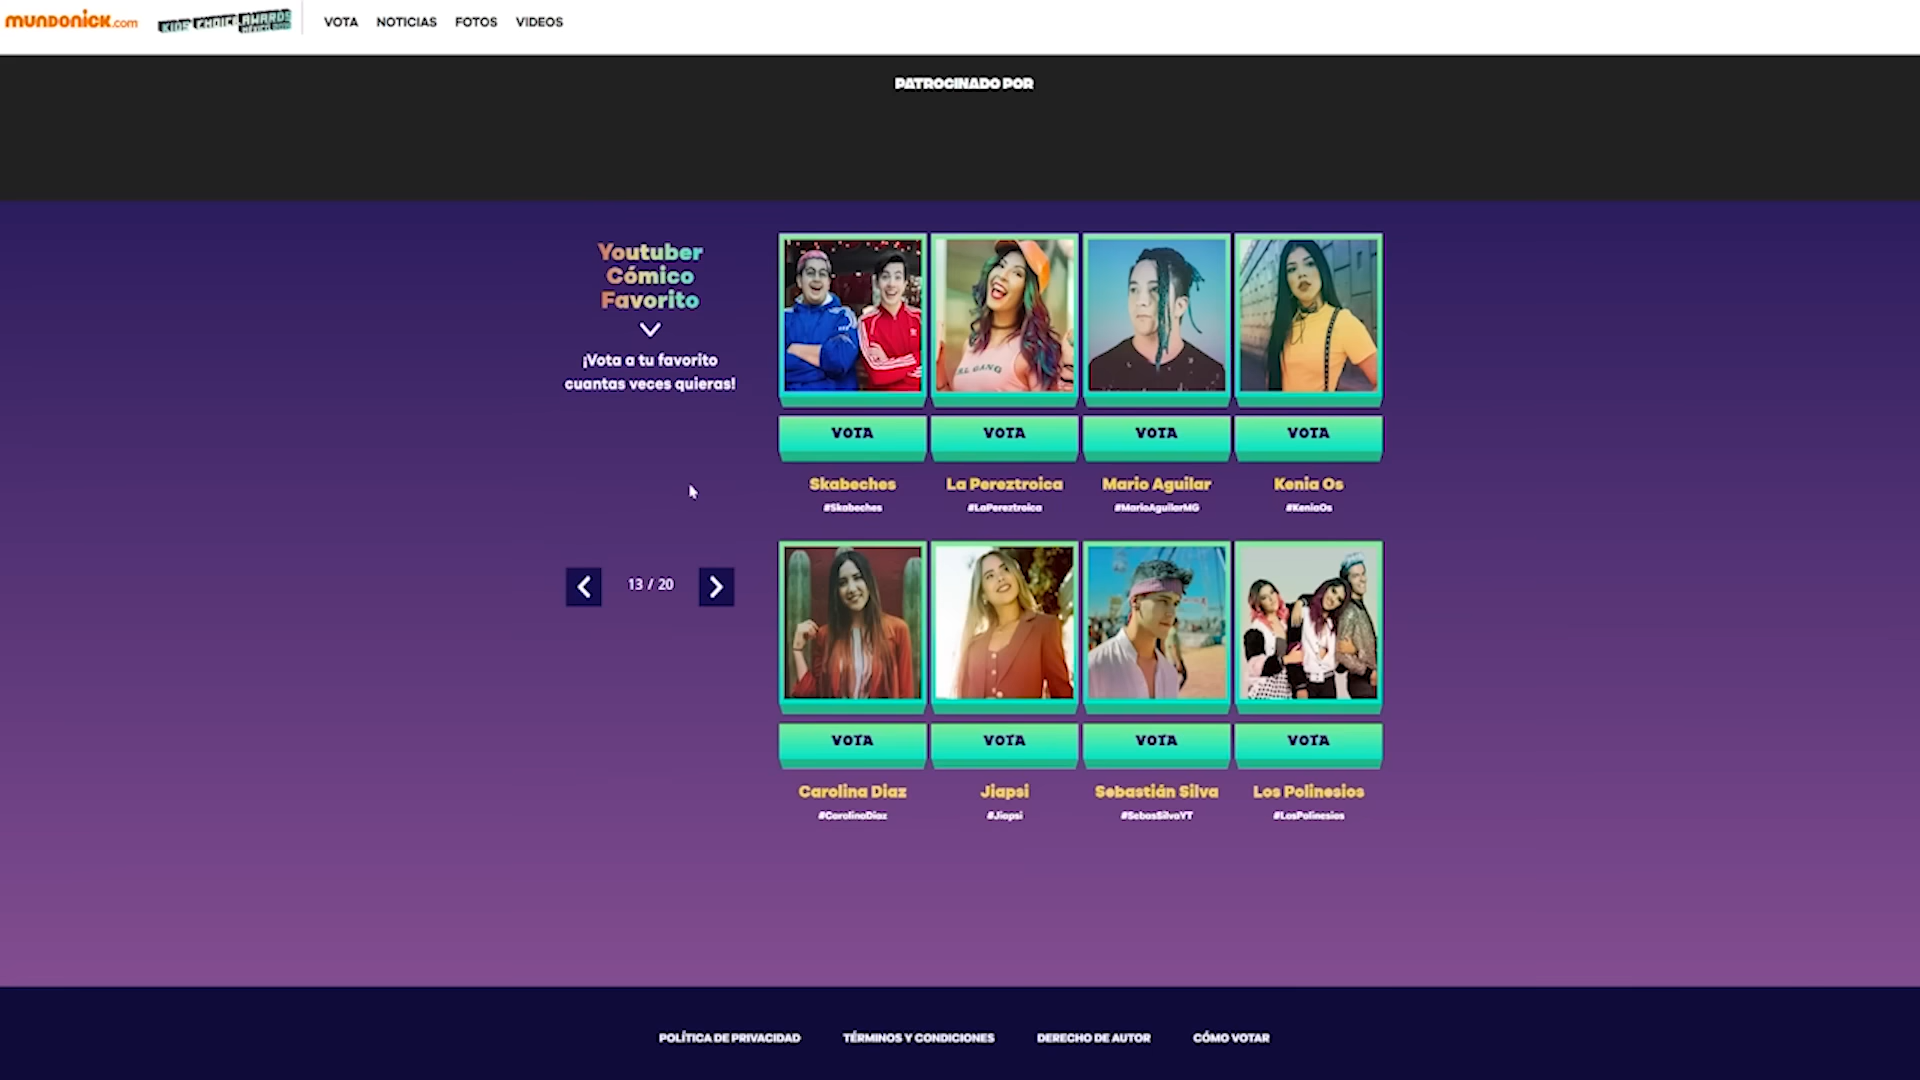 mundonick.com
KIDS' CHOICE AWARDS
VOTA
NOTICIAS
FOTOS
VIDEOS
PATROCINADO POR
Youtuber
Cómico
Favorito
¡Vota a tu favorito
cuantas veces quieras!
13 / 20
VOTA
VOTA
VOTA
VOTA
Skabeches
La Pereztroica
Mario Aguilar
Kenia Os
#Skabeches
#LaPereztroica
#MarioAguilarMG
#KeniaOs
VOTA
VOTA
VOTA
VOTA
Carolina Diaz
Jiapsi
Sebastián Silva
Los Polinesios
#CarolinaDiaz
#Jiapsi
#SebasSilvaYT
#LosPolinesios
POLÍTICA DE PRIVACIDAD
TÉRMINOS Y CONDICIONES
DERECHO DE AUTOR
CÓMO VOTAR